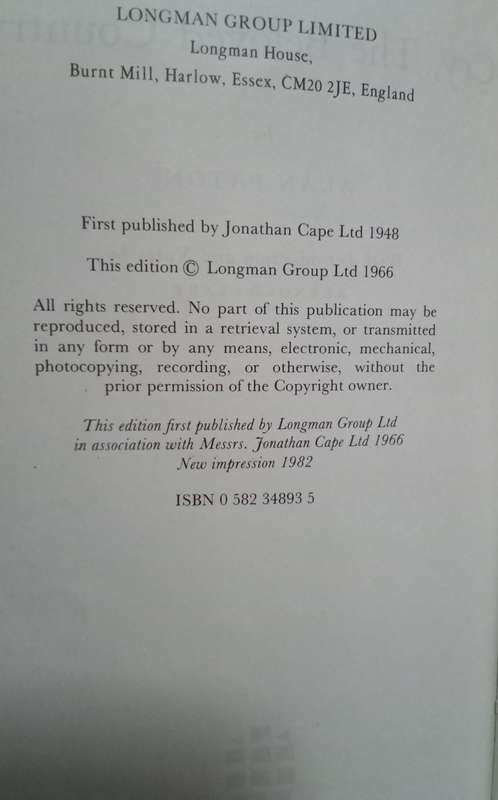 LONGMAN GROUP LIMITED
Longman House,
Burnt Mill, Harlow, Essex, CM20 2JE, England
First published by Jonathan Cape Ltd 1948
This edition © Longman Group Ltd 1966
All rights reserved. No part of this publication may be
reproduced, stored in a retrieval system, or transmitted
in any form or by any means, electronic, mechanical,
photocopying, recording, or otherwise, without the
prior permission of the Copyright owner.
This edition first published by Longman Group Ltd
in association with Messrs. Jonathan Cape Ltd 1966
New impression 1982
ISBN 0 582 34893 5